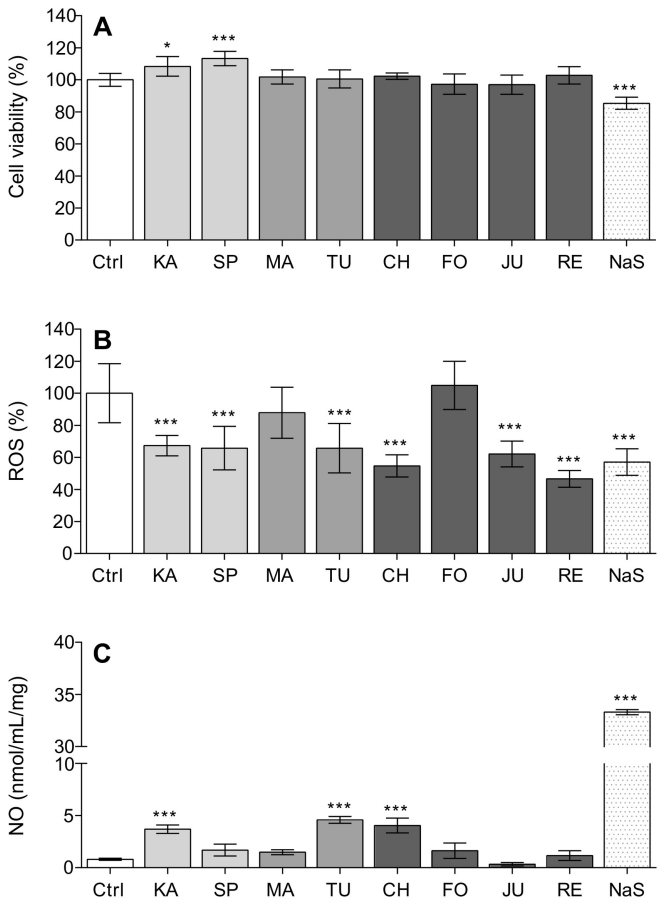 A
Cell viability (%)
140
120
100
80
60
40
20
0
* ***
***
Ctrl KA SP MA TU CH FO JU RE NaS
B
ROS (%)
140
120
100
80
60
40
20
0
*** *** *** *** *** *** ***
Ctrl KA SP MA TU CH FO JU RE NaS
C
NO (nmol/mL/mg)
40
35
30
10
5
0
***
*** *** ***
Ctrl KA SP MA TU CH FO JU RE NaS